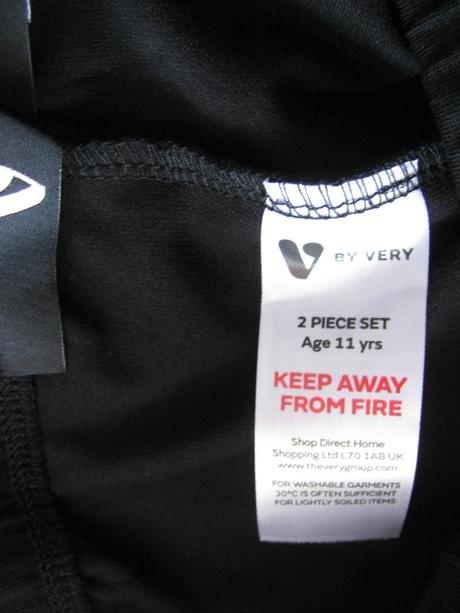 V BY VERY
2 PIECE SET
Age 11 yrs
KEEP AWAY
FROM FIRE
Shop Direct Home
Shopping Ltd L70 1AB UK
www.theverygroup.com
FOR WASHABLE GARMENTS
30°C IS OFTEN SUFFICIENT
FOR LIGHTLY SOILED ITEMS